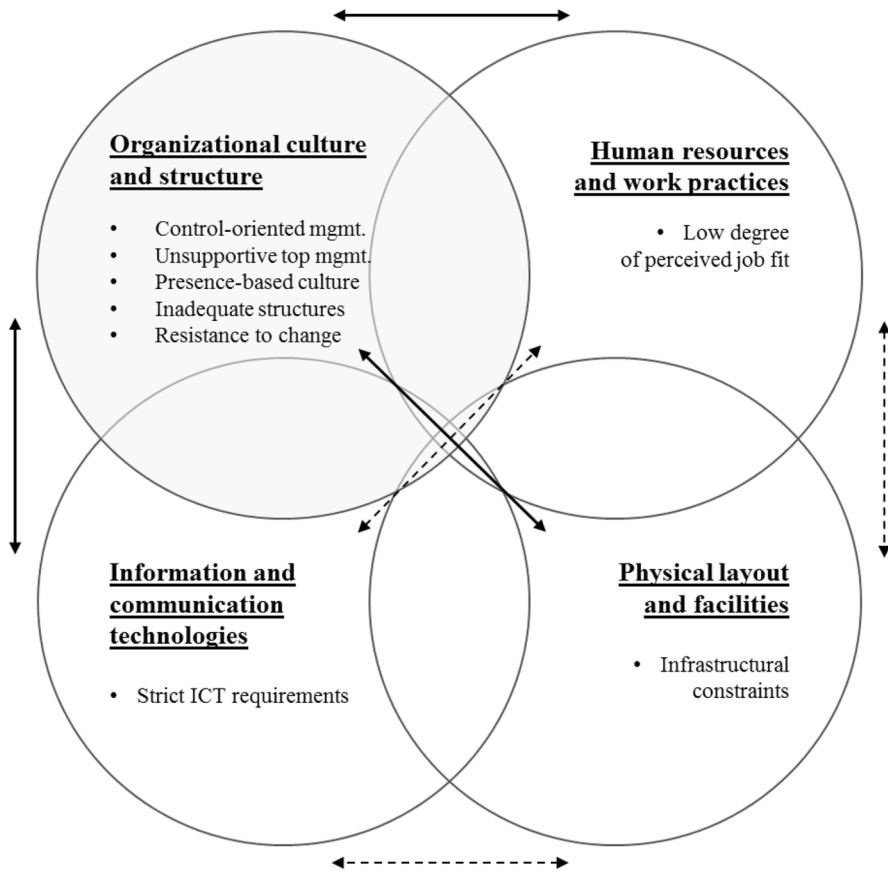 Organizational culture
and structure
• Control-oriented mgmt.
• Unsupportive top mgmt.
• Presence-based culture
• Inadequate structures
• Resistance to change
Human resources
and work practices
• Low degree
of perceived job fit
Information and
communication
technologies
• Strict ICT requirements
Physical layout
and facilities
• Infrastructural
constraints